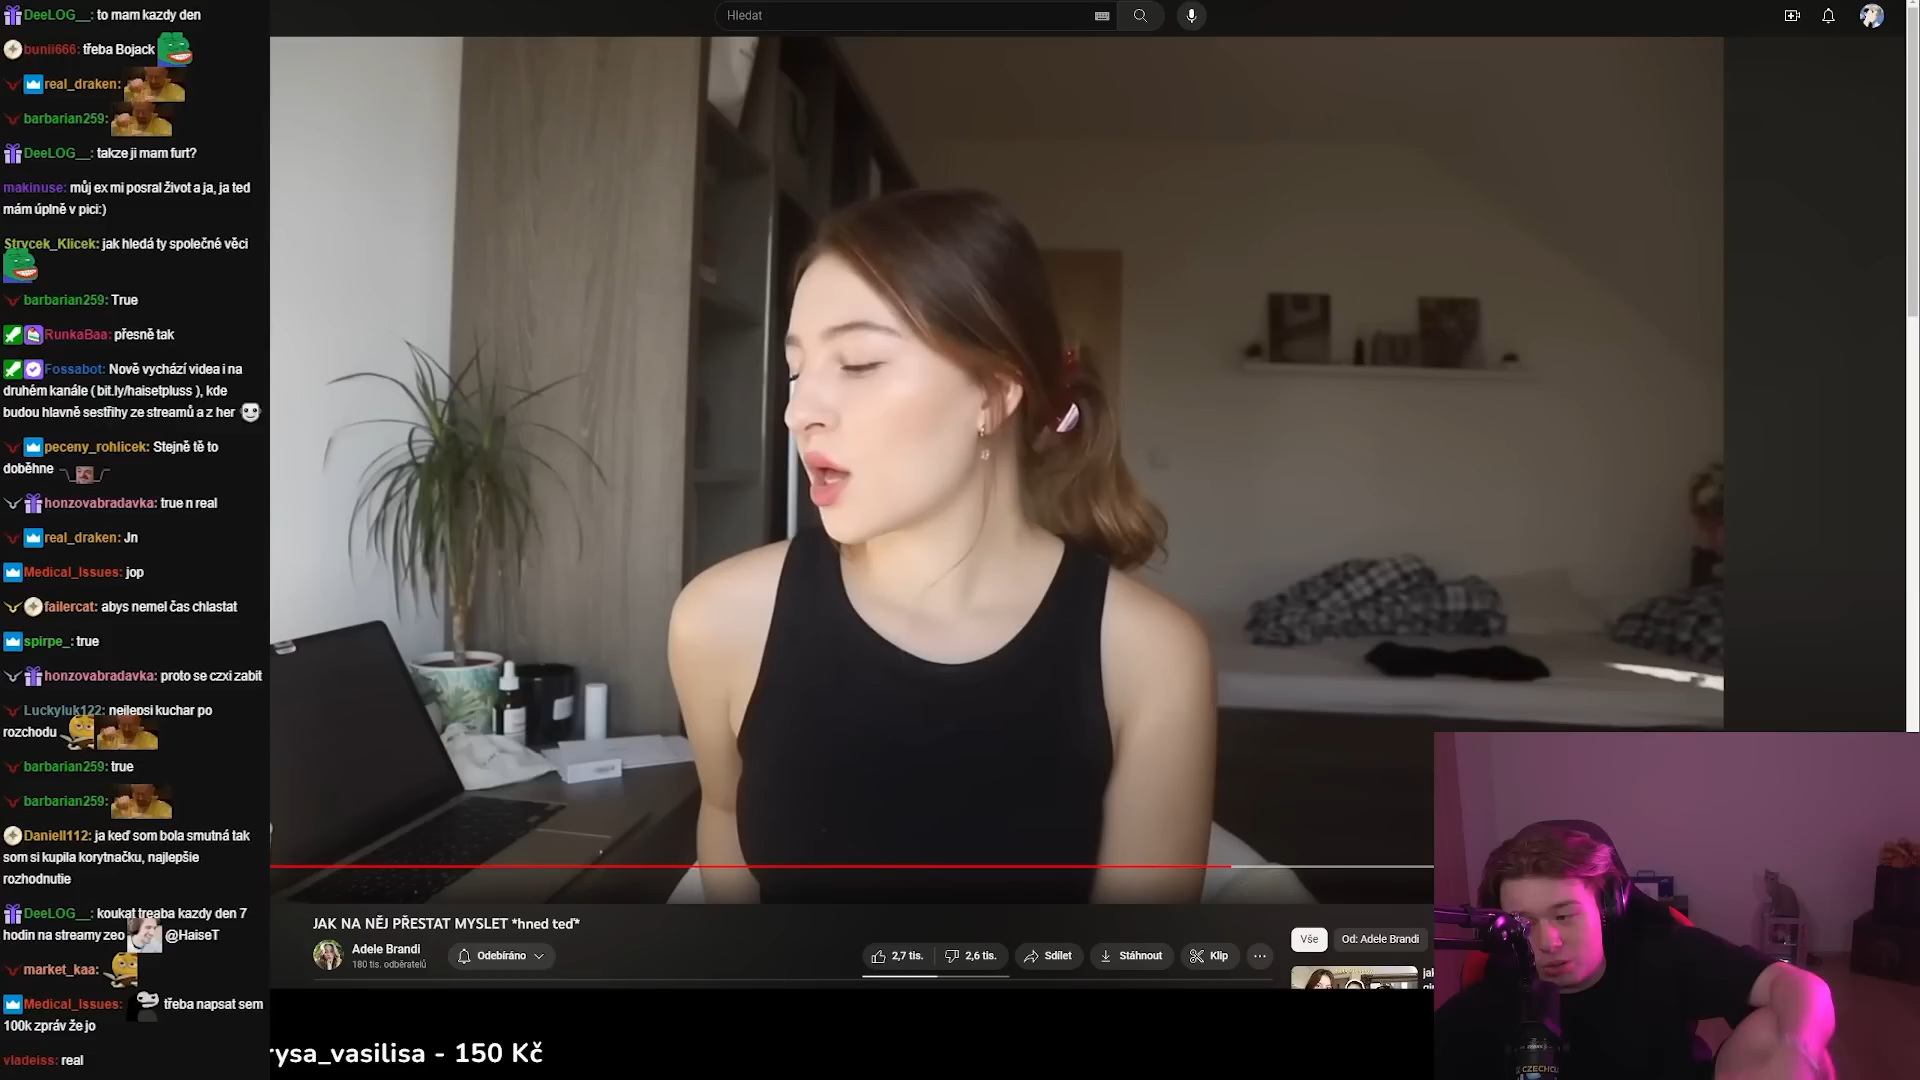 DeeLOG__: to mam kazdy den
bunii666: třeba Bojack
real_draken:
barbarian259:
DeeLOG__: takze ji mam furt?
makinuse: můj ex mi posral život a ja, ja ted
mám úplně v pici:)
Strycek_Klicek: jak hledá ty společné věci
barbarian259: True
RunkaBaa: přesně tak
Fossabot: Nově vychází videa i na
druhém kanále ( bit.ly/haisetpluss ), kde
budou hlavně sestřihy ze streamů a z her
peceny_rohlicek: Stejně tě to
doběhne
honzovabradavka: true n real
real_draken: Jn
Medical_Issues: jop
failercat: abys nemel čas chlastat
spirpe_: true
honzovabradavka: proto se czxi zabit
Luckyluk122: nejlepsi kuchar po
rozchodu
barbarian259: true
barbarian259:
Daniell112: ja keď som bola smutná tak
som si kupila korytnačku, najlepšie
rozhodnutie
DeeLOG__: koukat treaba kazdy den 7
hodin na streamy zeo @HaiseT
market_kaa:
Medical_Issues: třeba napsat sem
100k zpráv že jo
vladeiss: real
Hledat
JAK NA NĚJ PŘESTAT MYSLET *hned teď*
Adele Brandi
180 tis. odběratelů
Odebíráno
2,7 tis.
2,6 tis.
Sdílet
Stáhnout
Klip
Vše
Od: Adele Brandi
rysa_vasilisa - 150 Kč